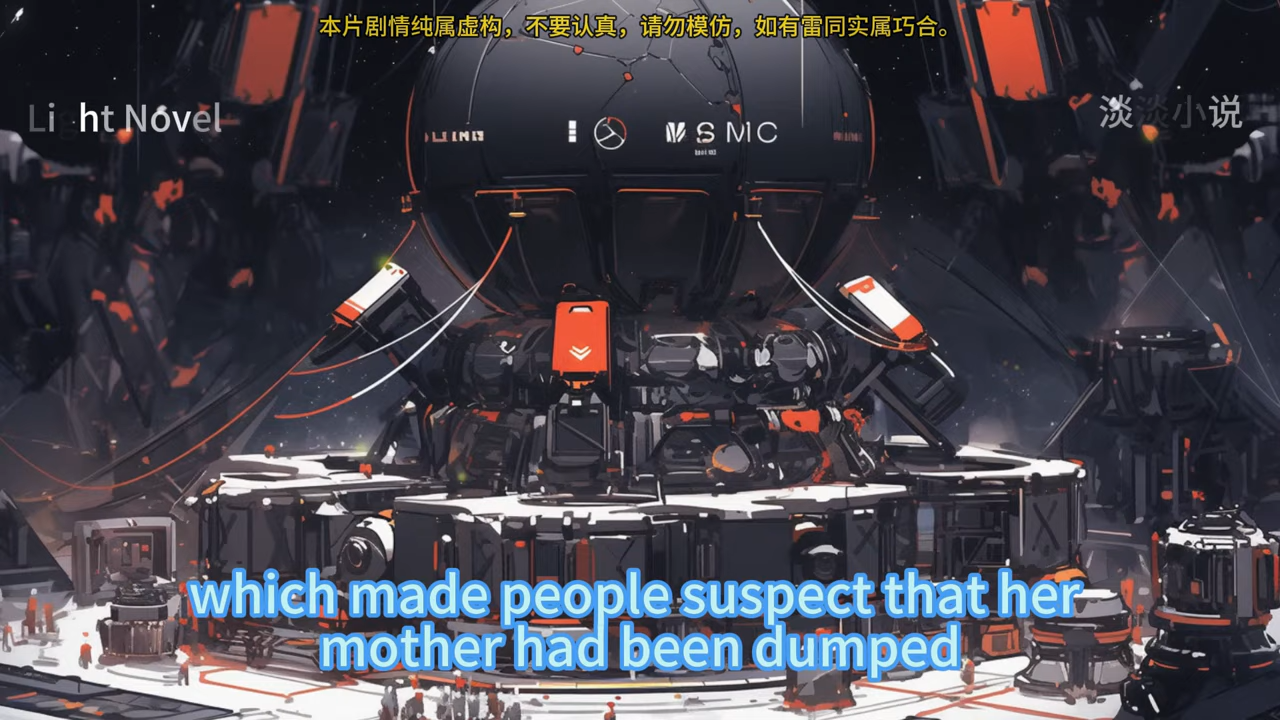 本片剧情纯属虚构，不要认真，请勿模仿，如有雷同实属巧合。
Light Novel
淡淡小说
SMC
which made people suspect that her
mother had been dumped